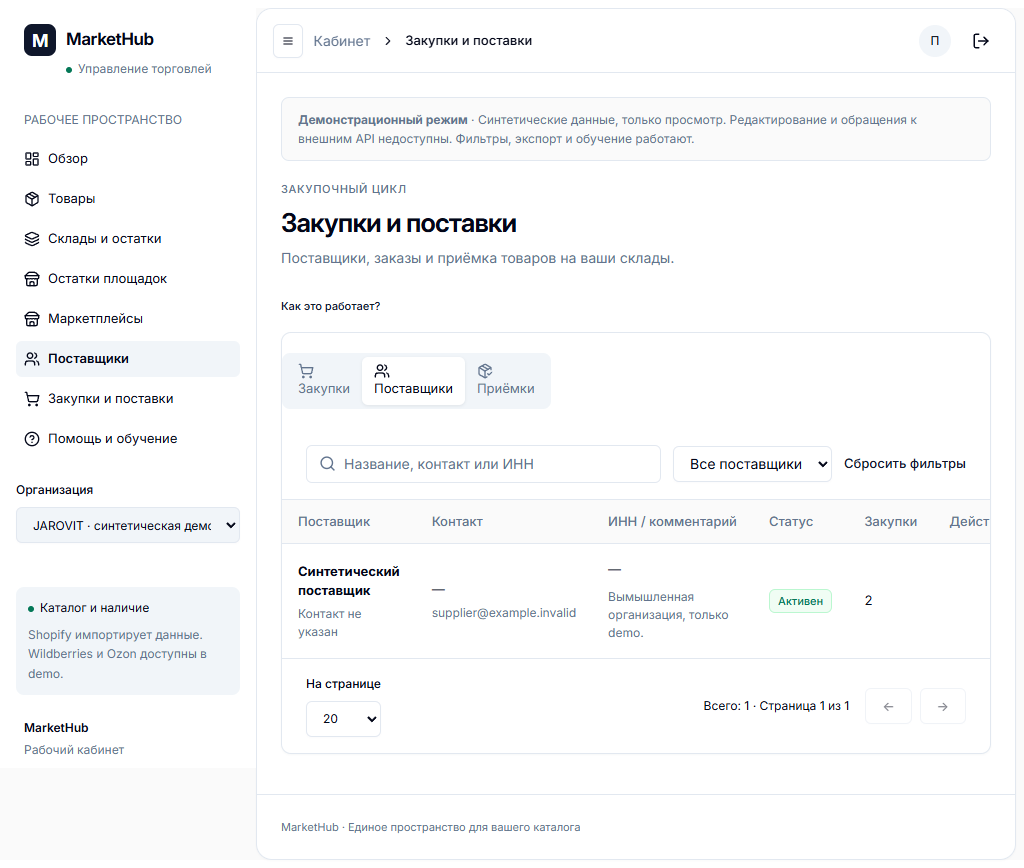 M MarketHub
Управление торговлей
РАБОЧЕЕ ПРОСТРАНСТВО
Обзор
Товары
Склады и остатки
Остатки площадок
Маркетплейсы
Поставщики
Закупки и поставки
Помощь и обучение
Организация
JAROVIT · синтетическая демо
Каталог и наличие
Shopify импортирует данные.
Wildberries и Ozon доступны в
demo.
MarketHub
Рабочий кабинет
Кабинет > Закупки и поставки
П
Демонстрационный режим · Синтетические данные, только просмотр. Редактирование и обращения к
внешним API недоступны. Фильтры, экспорт и обучение работают.
ЗАКУПОЧНЫЙ ЦИКЛ
Закупки и поставки
Поставщики, заказы и приёмка товаров на ваши склады.
Как это работает?
Закупки Поставщики Приёмки
Название, контакт или ИНН Все поставщики Сбросить фильтры
Поставщик Контакт ИНН / комментарий Статус Закупки Дейст
Синтетический
поставщик
Контакт не
указан
—
supplier@example.invalid
—
Вымышленная
организация, только
demo.
Активен
2
На странице
20
Всего: 1 · Страница 1 из 1 ← →
MarketHub · Единое пространство для вашего каталога